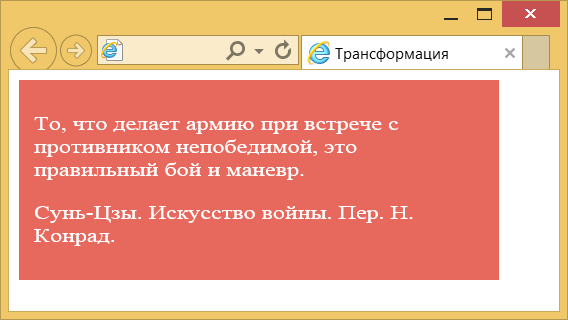 Трансформация
То, что делает армию при встрече с
противником непобедимой, это
правильный бой и маневр.
Сунь-Цзы. Искусство войны. Пер. Н.
Конрад.